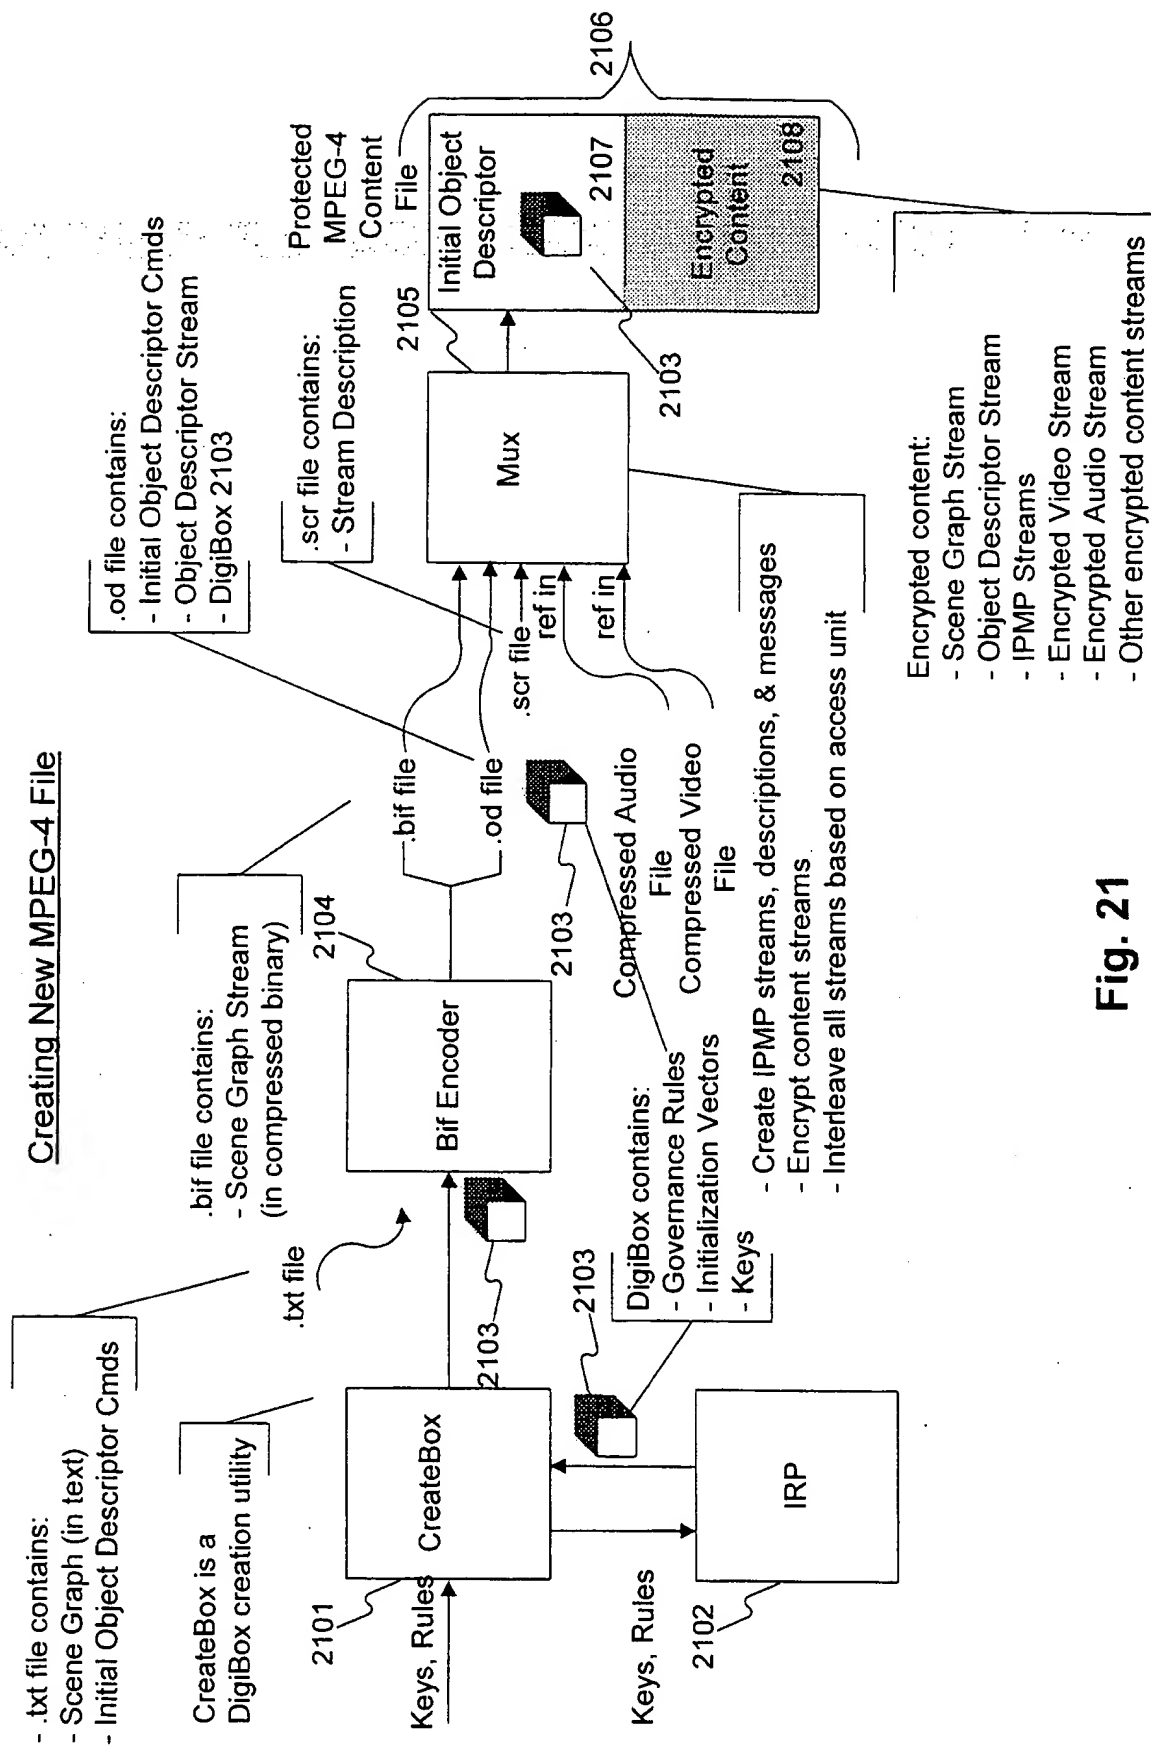 Creating New MPEG-4 File
- .txt file contains:
- Scene Graph (in text)
- Initial Object Descriptor Cmds
CreateBox is a
DigiBox creation utility
.txt file
.bif file contains:
- Scene Graph Stream
(in compressed binary)
.od file contains:
- Initial Object Descriptor Cmds
- Object Descriptor Stream
- DigiBox 2103
.scr file contains:
- Stream Description
Protected
MPEG-4
Content
File
2101
Keys, Rules
CreateBox
2103
Bif Encoder
2104
.bif file
.od file
2103
.scr file
ref in
ref in
Mux
2105
Initial Object
Descriptor
2107
2103
Encrypted
Content
2108
2106
Keys, Rules
2102
IRP
2103
DigiBox contains:
- Governance Rules
- Initialization Vectors
- Keys
Compressed Audio
File
Compressed Video
File
- Create IPMP streams, descriptions, & messages
- Encrypt content streams
- Interleave all streams based on access unit
Encrypted content:
- Scene Graph Stream
- Object Descriptor Stream
- IPMP Streams
- Encrypted Video Stream
- Encrypted Audio Stream
- Other encrypted content streams
Fig. 21